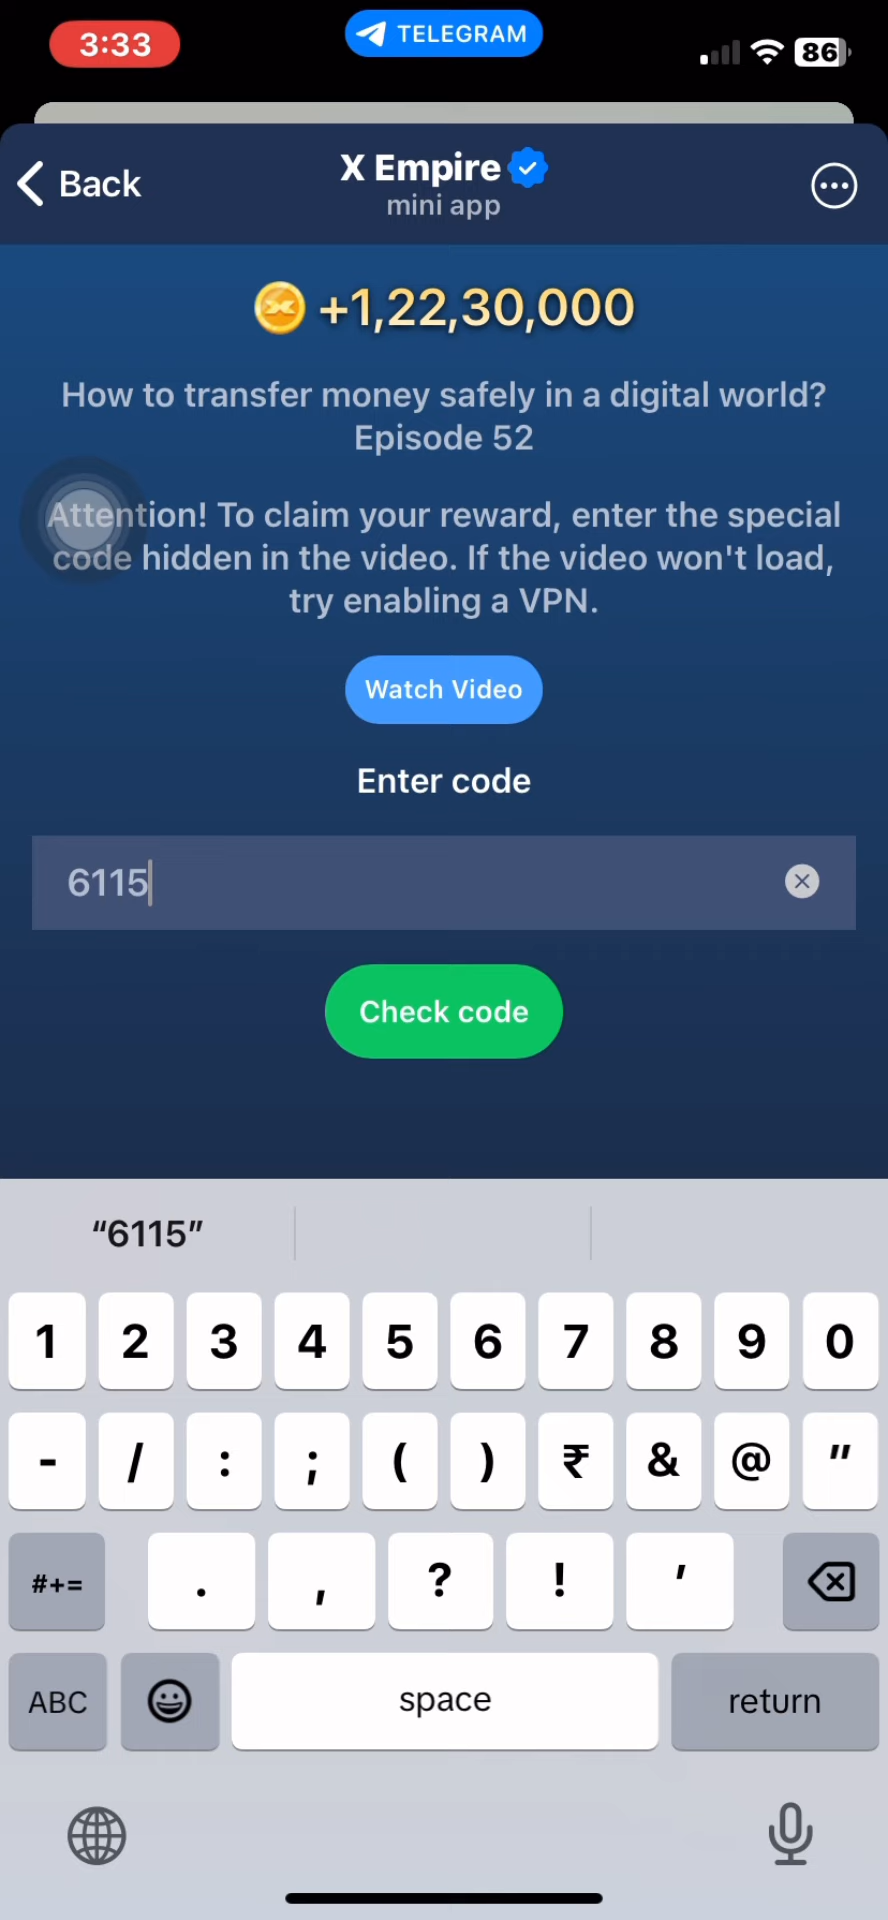 3:33
TELEGRAM
86
Back
X Empire
mini app
+1,22,30,000
How to transfer money safely in a digital world?
Episode 52
Attention! To claim your reward, enter the special
code hidden in the video. If the video won't load,
try enabling a VPN.
Watch Video
Enter code
6115
Check code
“6115”
1 2 3 4 5 6 7 8 9 0
- / : ; ( ) ₹ & @ "
#+= . , ? ! '
ABC space return